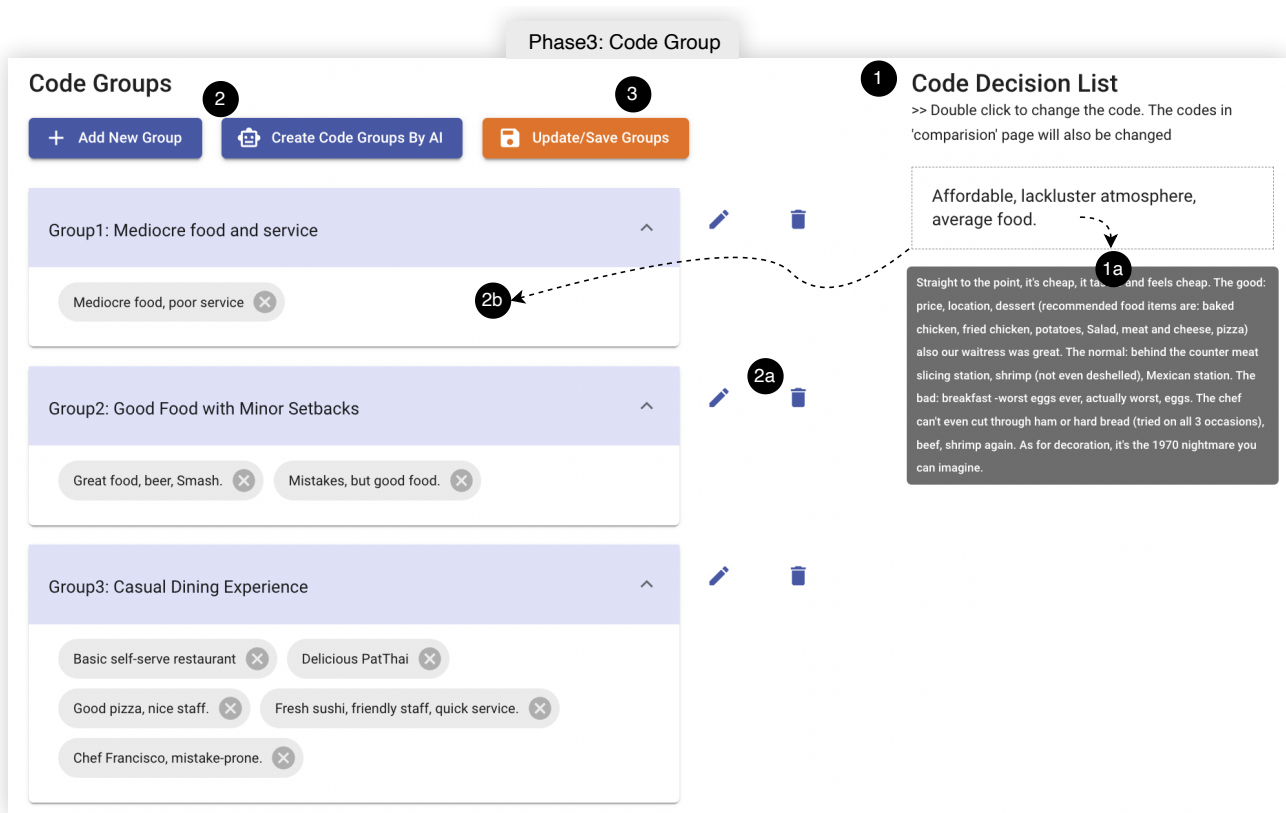 Phase3: Code Group
Code Groups
2
3
Add New Group
Create Code Groups By AI
Update/Save Groups
Group1: Mediocre food and service
Mediocre food, poor service
2b
2a
Group2: Good Food with Minor Setbacks
Great food, beer, Smash.
Mistakes, but good food.
Group3: Casual Dining Experience
Basic self-serve restaurant
Delicious PatThai
Good pizza, nice staff.
Fresh sushi, friendly staff, quick service.
Chef Francisco, mistake-prone.
1
Code Decision List
>> Double click to change the code. The codes in
'comparision' page will also be changed
Affordable, lackluster atmosphere,
average food.
1a
Straight to the point, it's cheap, it and feels cheap. The good:
price, location, dessert (recommended food items are: baked
chicken, fried chicken, potatoes, Salad, meat and cheese, pizza)
also our waitress was great. The normal: behind the counter meat
slicing station, shrimp (not even deshelled), Mexican station. The
bad: breakfast -worst eggs ever, actually worst, eggs. The chef
can't even cut through ham or hard bread (tried on all 3 occasions),
beef, shrimp again. As for decoration, it's the 1970 nightmare you
can imagine.